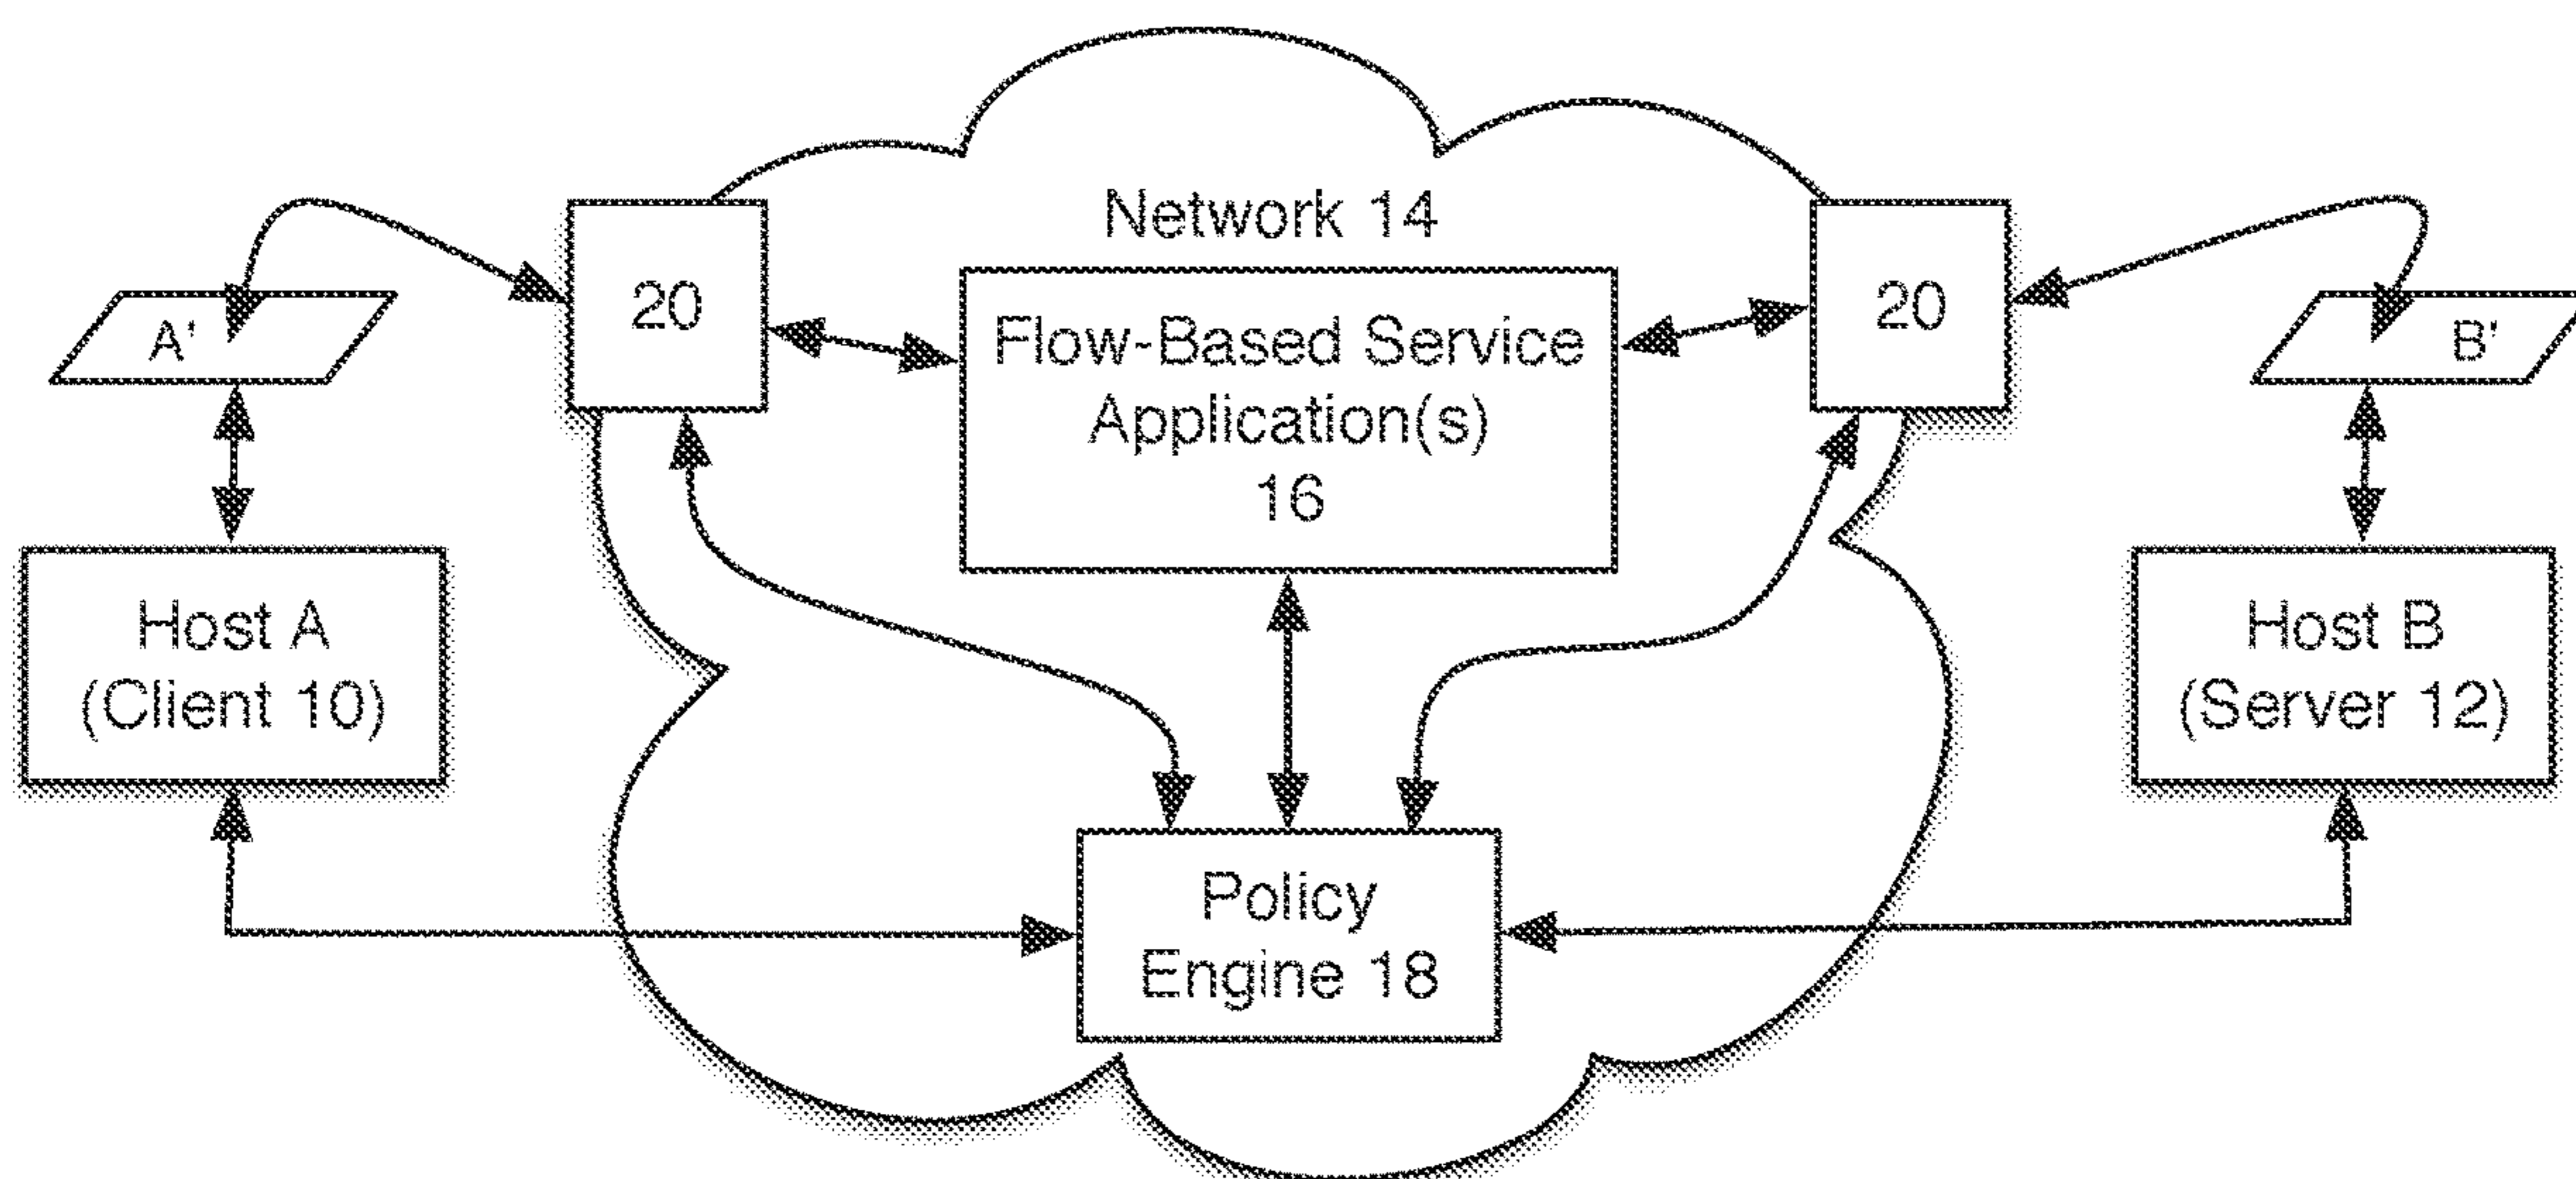 Network 14
20
20
A'
Flow-Based Service
Application(s)
16
B'
Host A
(Client 10)
Host B
(Server 12)
Policy
Engine 18